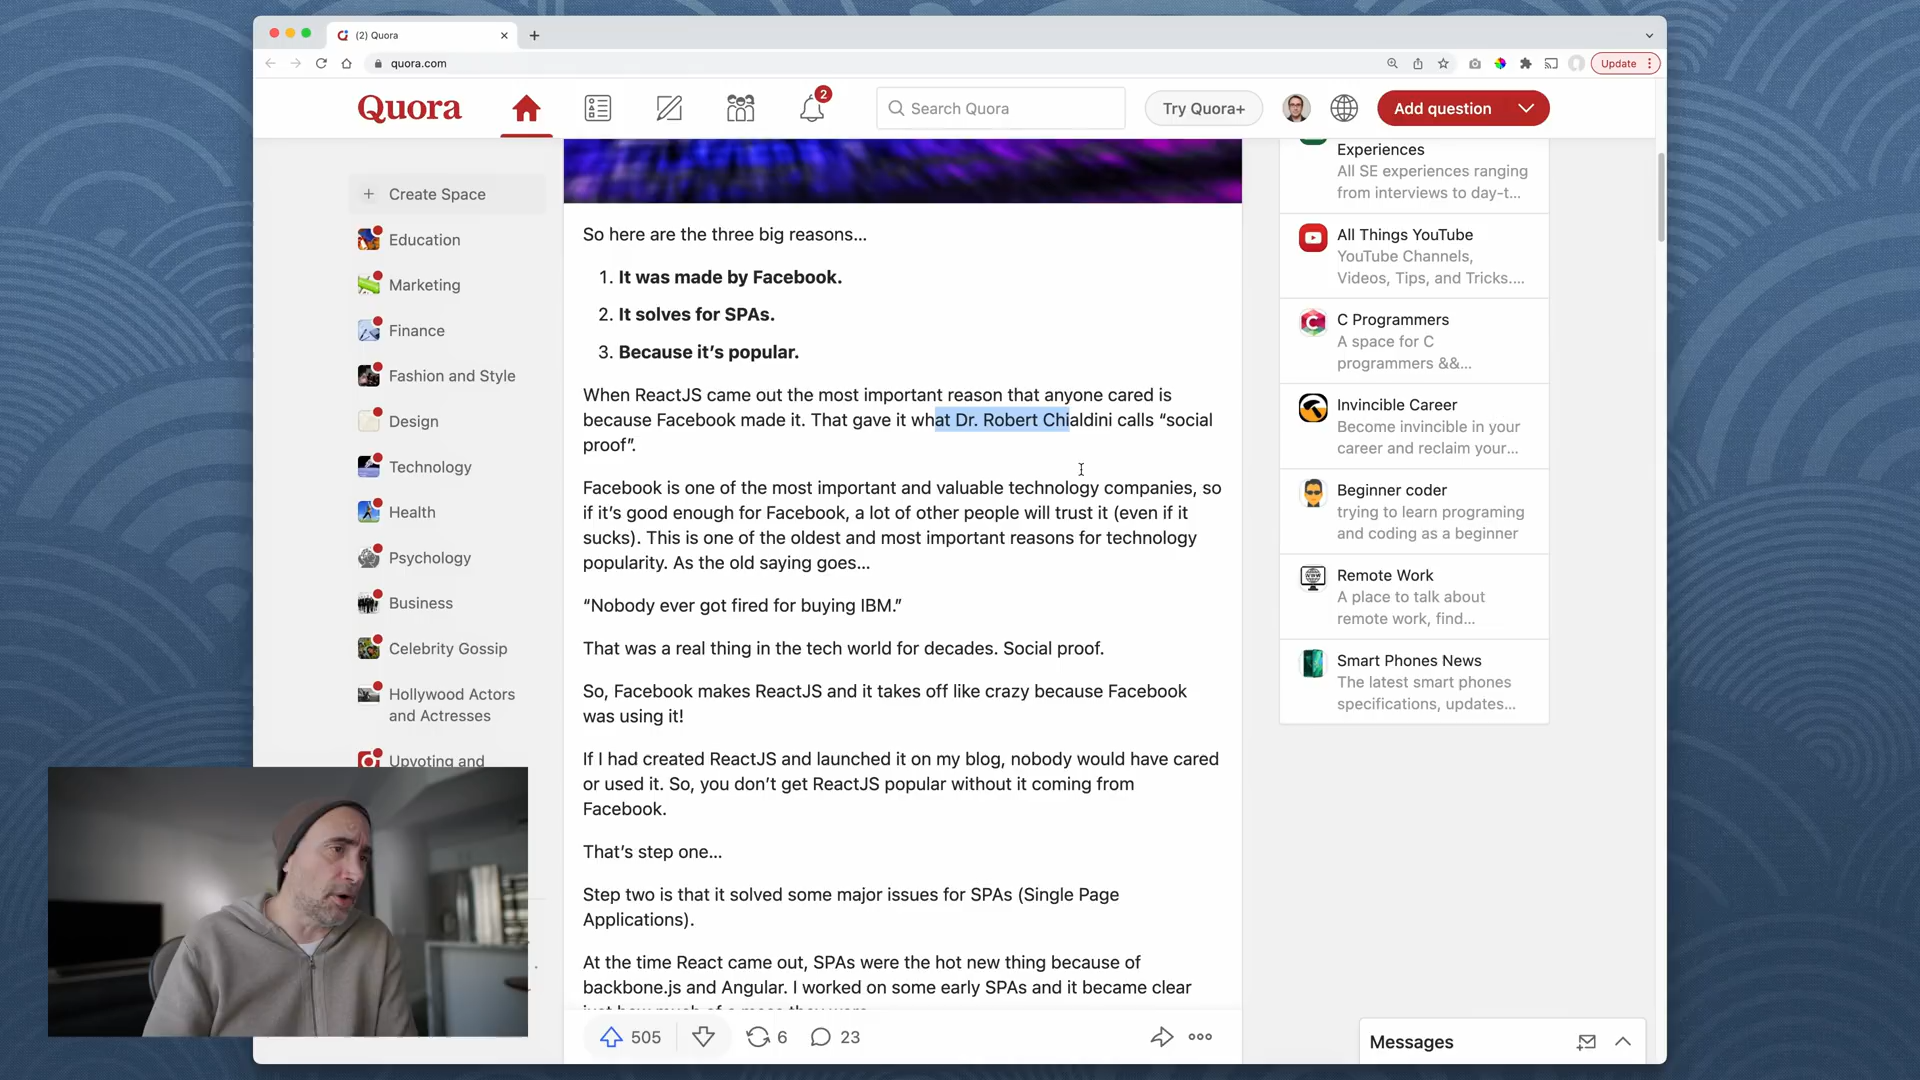 (2) Quora
quora.com
Update
Quora
2
Search Quora
Try Quora+
Add question
Create Space
Education
Marketing
Finance
Fashion and Style
Design
Technology
Health
Psychology
Business
Celebrity Gossip
Hollywood Actors
and Actresses
Upvoting and
So here are the three big reasons...
1. It was made by Facebook.
2. It solves for SPAs.
3. Because it's popular.
When ReactJS came out the most important reason that anyone cared is
because Facebook made it. That gave it what Dr. Robert Chialdini calls “social
proof”.
Facebook is one of the most important and valuable technology companies, so
if it’s good enough for Facebook, a lot of other people will trust it (even if it
sucks). This is one of the oldest and most important reasons for technology
popularity. As the old saying goes...
“Nobody ever got fired for buying IBM.”
That was a real thing in the tech world for decades. Social proof.
So, Facebook makes ReactJS and it takes off like crazy because Facebook
was using it!
If I had created ReactJS and launched it on my blog, nobody would have cared
or used it. So, you don’t get ReactJS popular without it coming from
Facebook.
That’s step one...
Step two is that it solved some major issues for SPAs (Single Page
Applications).
At the time React came out, SPAs were the hot new thing because of
backbone.js and Angular. I worked on some early SPAs and it became clear
505
6
23
Experiences
All SE experiences ranging
from interviews to day-t...
All Things YouTube
YouTube Channels,
Videos, Tips, and Tricks....
C Programmers
A space for C
programmers &&...
Invincible Career
Become invincible in your
career and reclaim your...
Beginner coder
trying to learn programing
and coding as a beginner
Remote Work
A place to talk about
remote work, find...
Smart Phones News
The latest smart phones
specifications, updates...
Messages